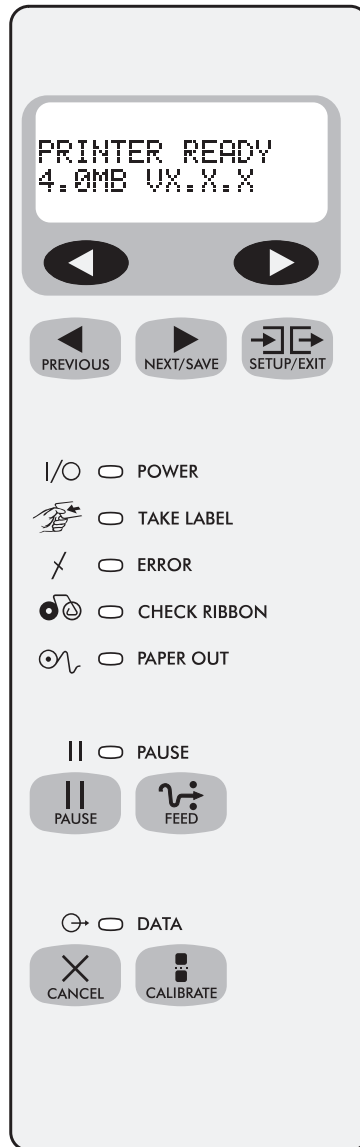 PRINTER READY
4.0MB VX.X.X
PREVIOUS NEXT/SAVE SETUP/EXIT
I/O POWER
TAKE LABEL
ERROR
CHECK RIBBON
PAPER OUT
PAUSE
PAUSE FEED
DATA
CANCEL CALIBRATE